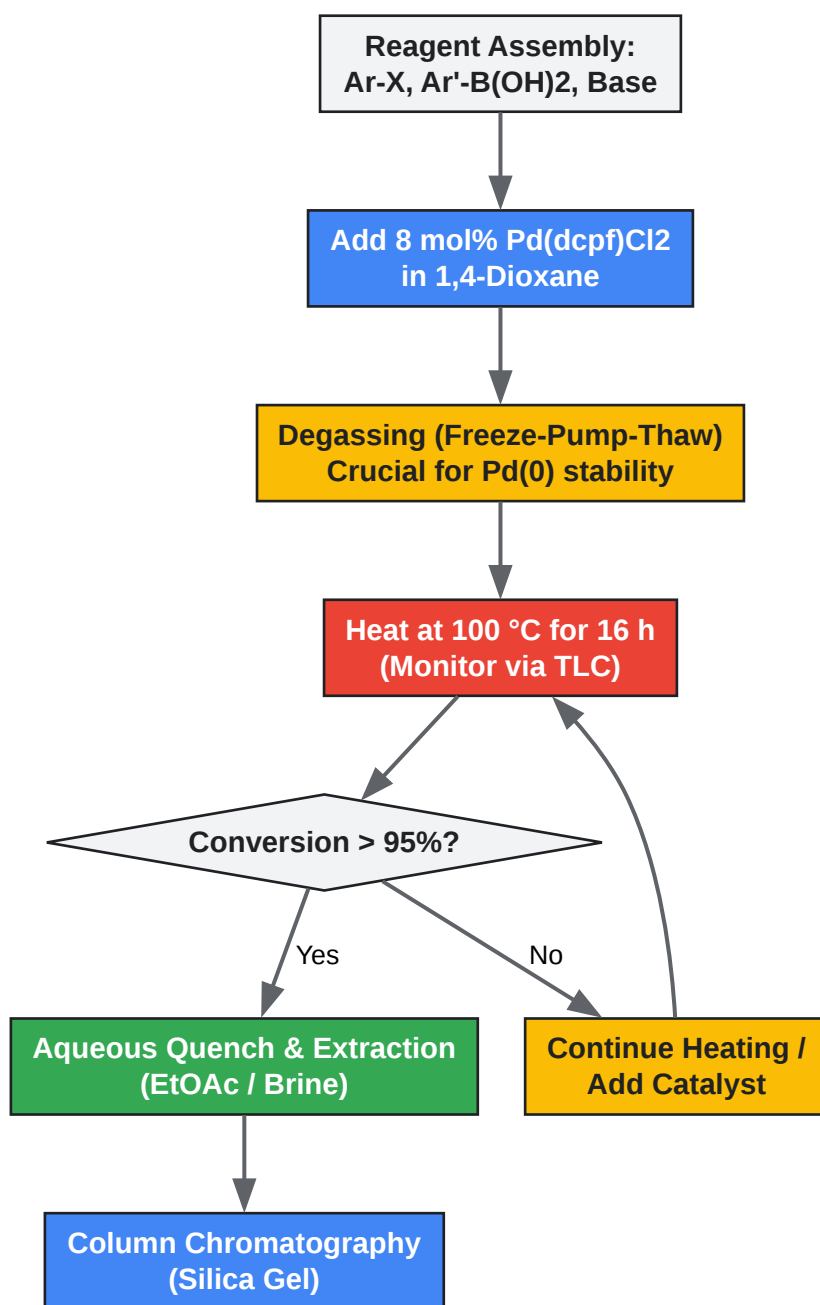 Reagent Assembly:
Ar-X, Ar'-B(OH)2, Base
Add 8 mol% Pd(dcpf)Cl2
in 1,4-Dioxane
Degassing (Freeze-Pump-Thaw)
Crucial for Pd(0) stability
Heat at 100 °C for 16 h
(Monitor via TLC)
Conversion > 95%?
Yes
No
Aqueous Quench & Extraction
(EtOAc / Brine)
Continue Heating /
Add Catalyst
Column Chromatography
(Silica Gel)